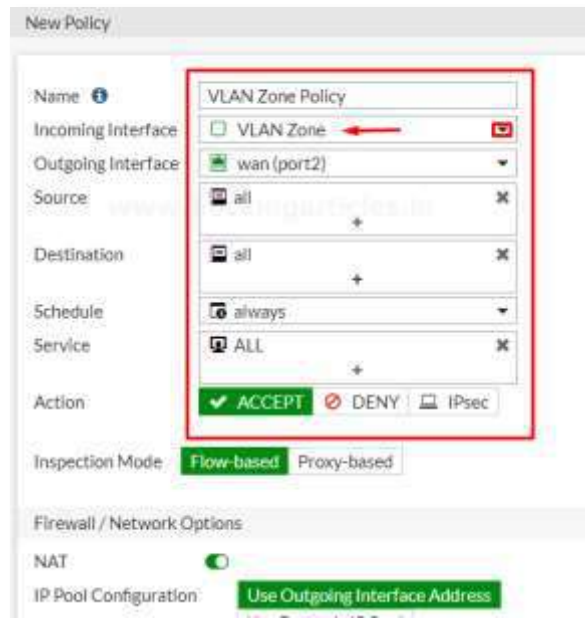 New Policy
Name
VLAN Zone Policy
Incoming Interface
VLAN Zone
Outgoing Interface
wan (port2)
Source
all
+
Destination
all
+
Schedule
always
Service
ALL
+
Action
ACCEPT DENY IPsec
Inspection Mode
Flow-based Proxy-based
Firewall / Network Options
NAT
IP Pool Configuration
Use Outgoing Interface Address